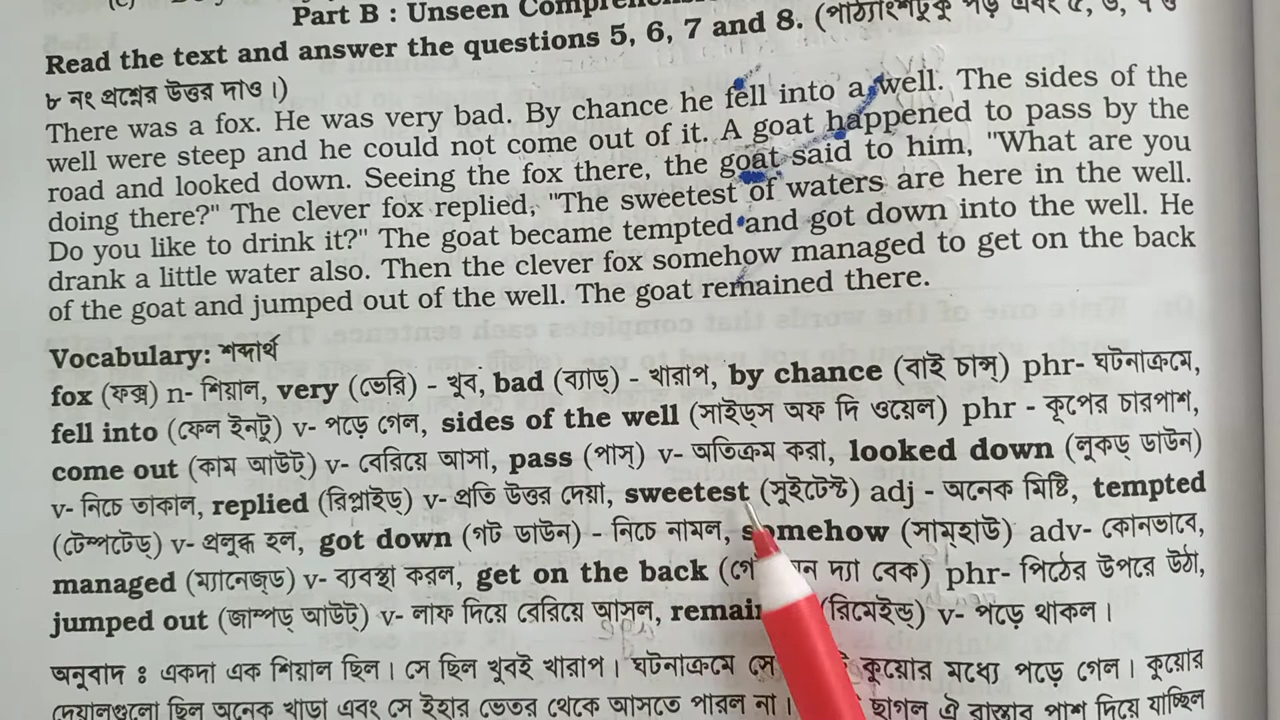 Part B : Unseen
Read the text and answer the questions 5, 6, 7 and 8. (পাঠ্যাংশটুকু পড় এবং ৫, ৬, ৭ ও
৮ নং প্রশ্নের উত্তর দাও।)
There was a fox. He was very bad. By chance he fell into a well. The sides of the
well were steep and he could not come out of it. A goat happened to pass by the
road and looked down. Seeing the fox there, the goat said to him, "What are you
doing there?" The clever fox replied, "The sweetest of waters are here in the well.
Do you like to drink it?" The goat became tempted and got down into the well. He
drank a little water also. Then the clever fox somehow managed to get on the back
of the goat and jumped out of the well. The goat remained there.
Vocabulary: শব্দার্থ
fox (ফক্স) n- শিয়াল, very (ভেরি) - খুব, bad (ব্যাড) - খারাপ, by chance (বাই চান্স্) phr- ঘটনাক্রমে,
fell into (ফেল ইনটু) v- পড়ে গেল, sides of the well (সাইড্স অফ দি ওয়েল) phr - কূপের চারপাশ,
come out (কাম আউট্) v- বেরিয়ে আসা, pass (পাস্) v- অতিক্রম করা, looked down (লুকড্ ডাউন)
v- নিচে তাকাল, replied (রিপ্লাইড্) v- প্রতি উত্তর দেয়া, sweetest (সুইটেস্ট) adj - অনেক মিষ্টি, tempted
(টেম্পটেড্) v- প্রলুব্ধ হল, got down (গট ডাউন) - নিচে নামল, somehow (সাম্হাউ) adv- কোনভাবে,
managed (ম্যানেজ্ড) v- ব্যবস্থা করল, get on the back দ্যা বেক) phr- পিঠের উপরে উঠা,
jumped out (জাম্পড্ আউট্) v- লাফ দিয়ে বেরিয়ে আসল, (রিমেইন্ড) v- পড়ে থাকল।
অনুবাদ ঃ একদা এক শিয়াল ছিল। সে ছিল খুবই খারাপ। ঘটনাক্রমে সে কুয়োর মধ্যে পড়ে গেল। কুয়োর
দেয়ালগুলো ছিল অনেক খাড়া এবং সে ইহার ভেতর থেকে আসতে পারল না। ছাগল ঐ রাস্তার পাশ দিয়ে যাচ্ছিল